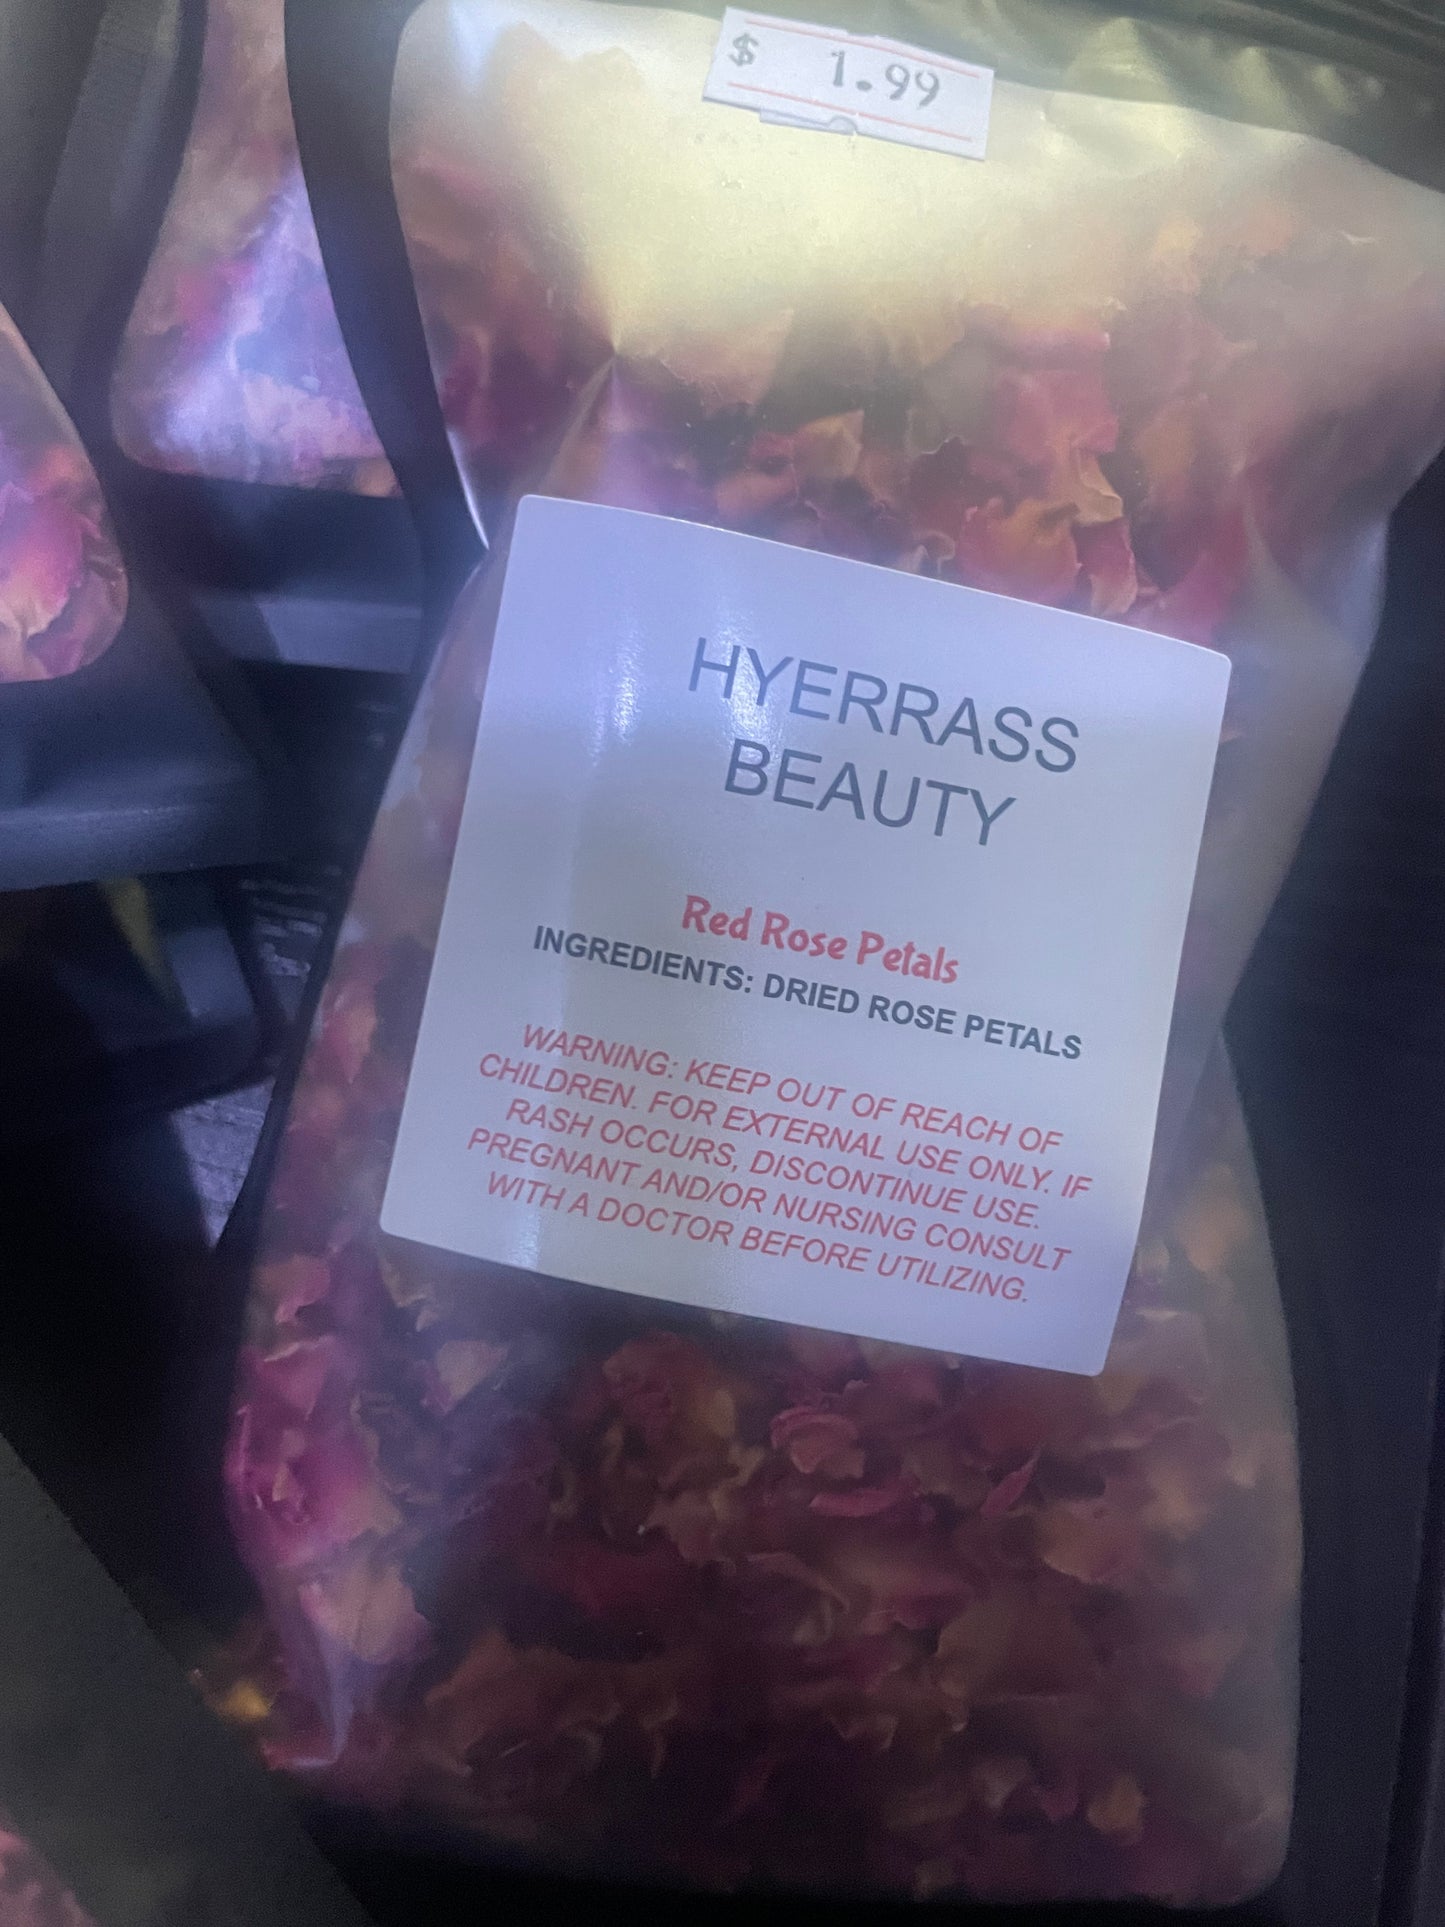 $ 1.99
HYERRASS
BEAUTY
Red Rose Petals
INGREDIENTS: DRIED ROSE PETALS
WARNING: KEEP OUT OF REACH OF
CHILDREN. FOR EXTERNAL USE ONLY. IF
RASH OCCURS, DISCONTINUE USE.
PREGNANT AND/OR NURSING CONSULT
WITH A DOCTOR BEFORE UTILIZING.